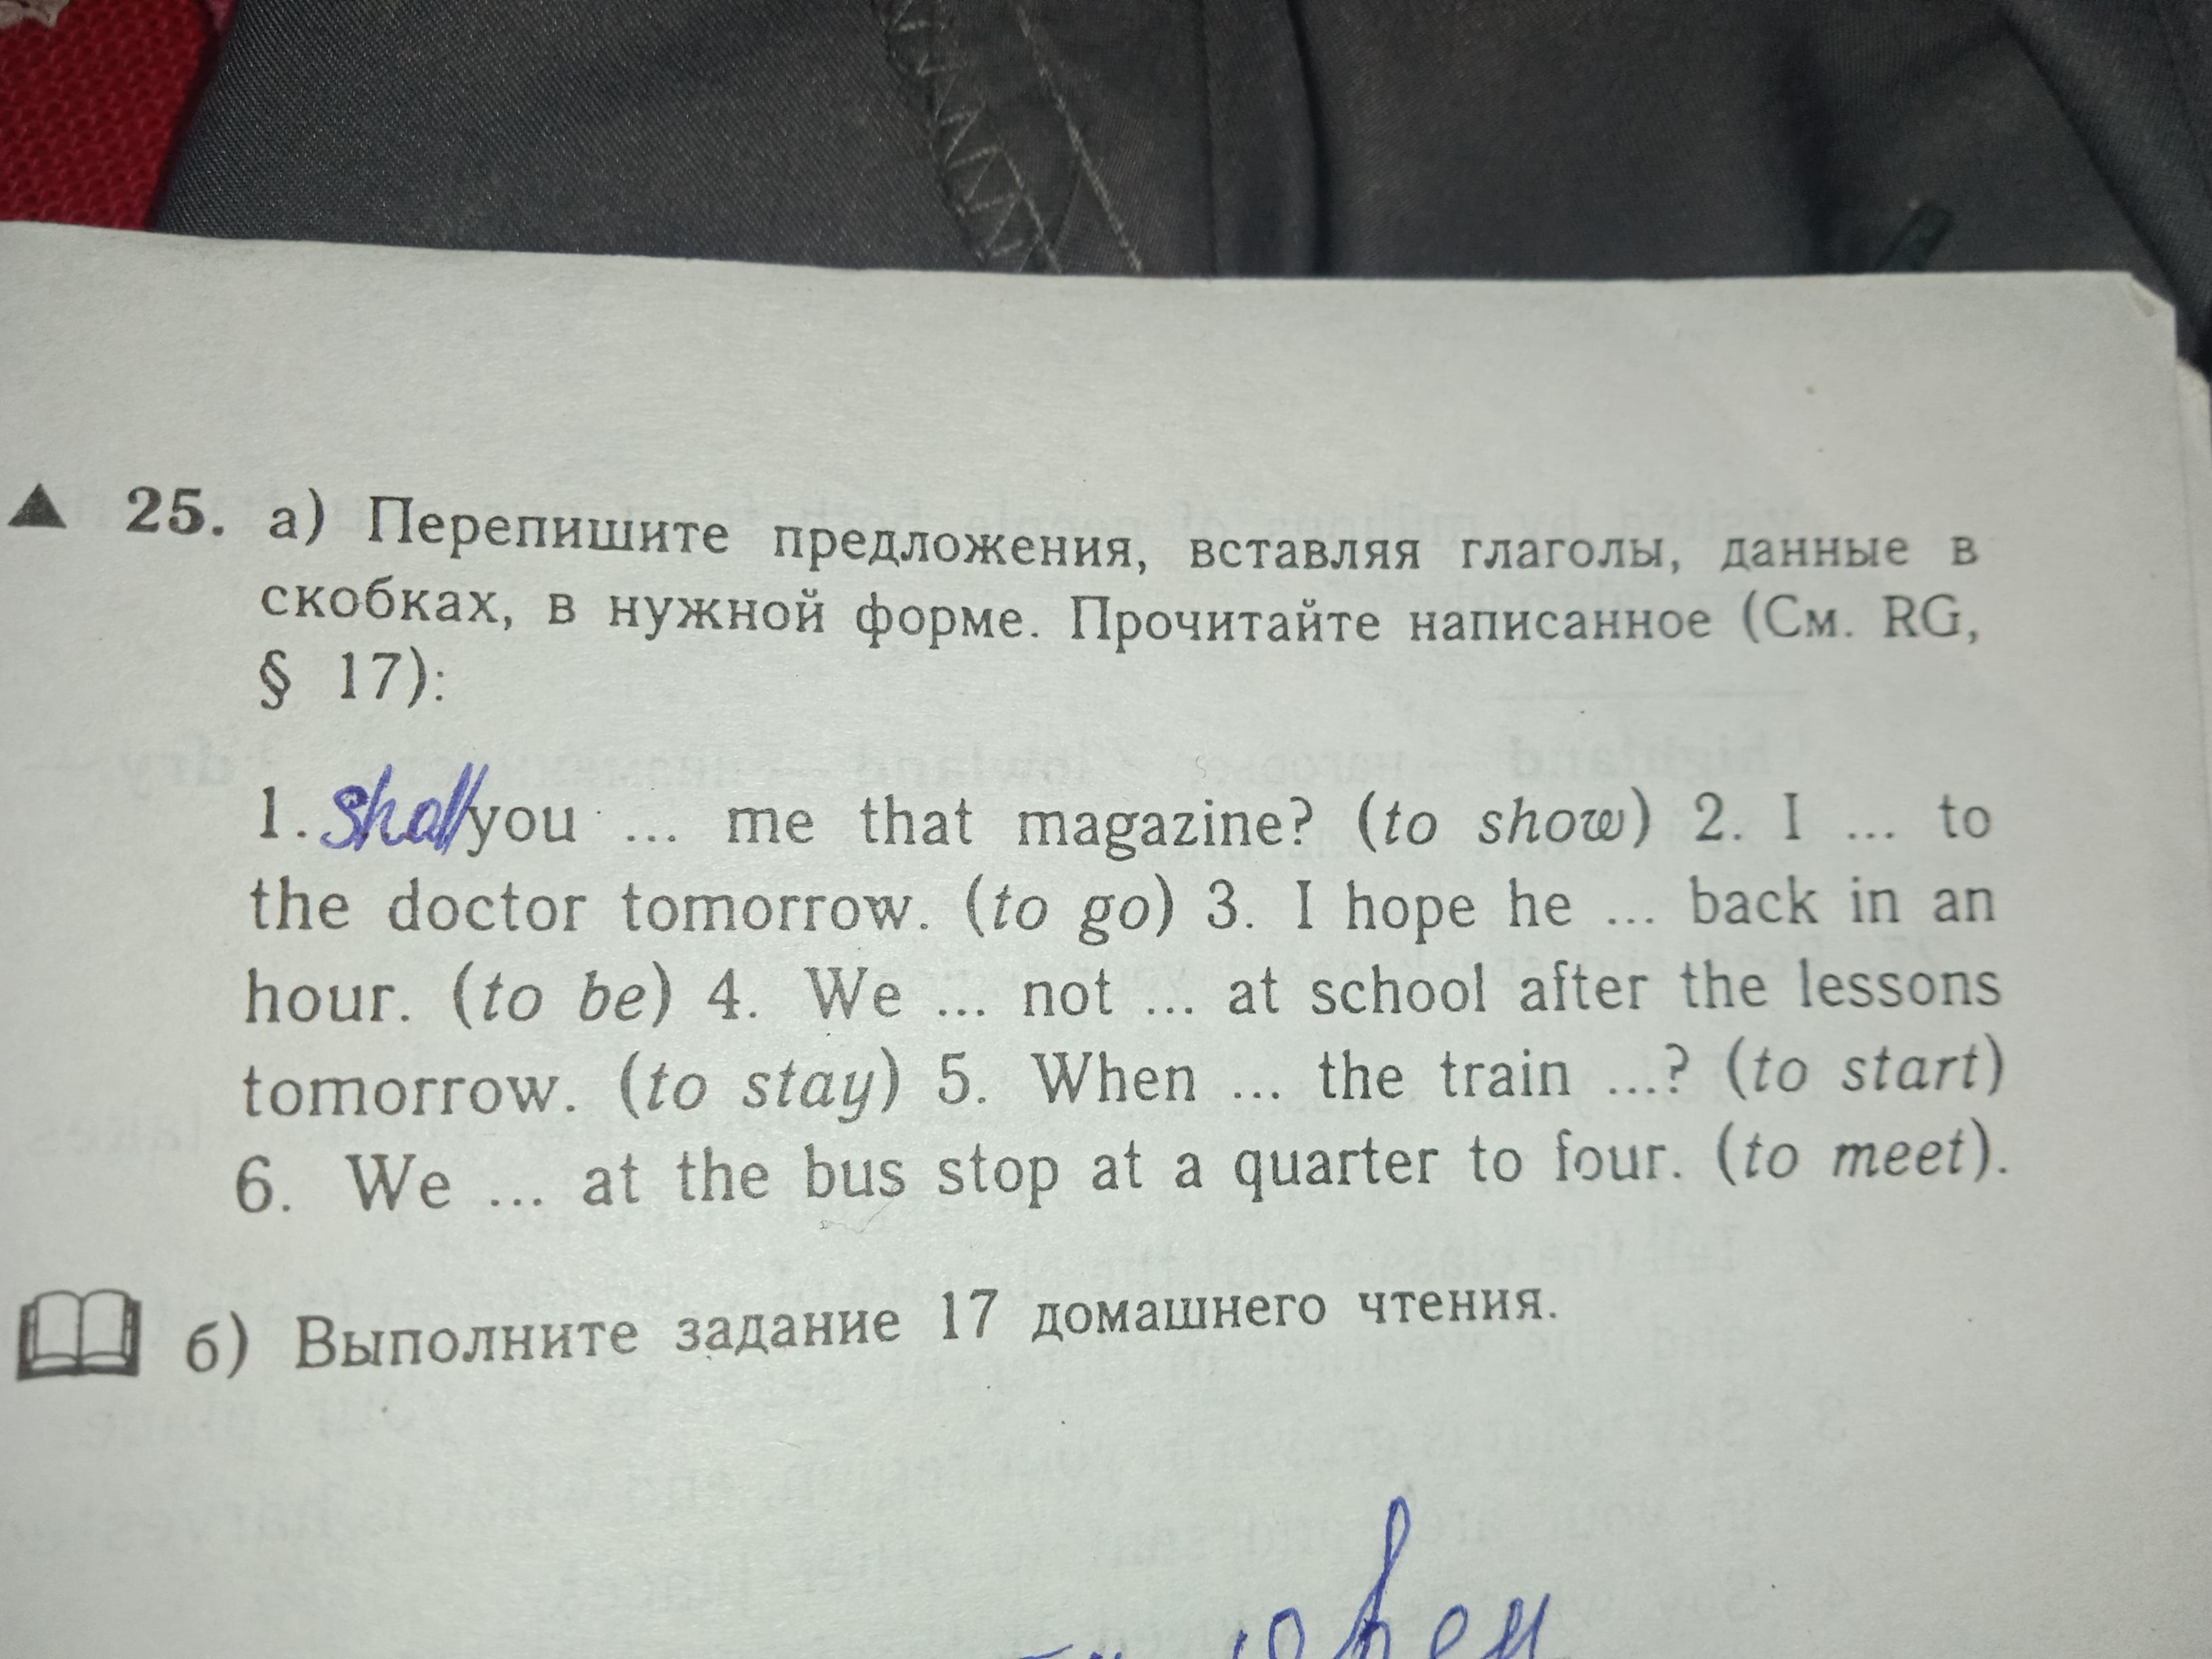 ▲ 25. а) Перепишите предложения, вставляя глаголы, данные в
скобках, в нужной форме. Прочитайте написанное (См. RG,
§ 17):
1. Shall you ... me that magazine? (to show) 2. I ... to
the doctor tomorrow. (to go) 3. I hope he ... back in an
hour. (to be) 4. We ... not ... at school after the lessons
tomorrow. (to stay) 5. When ... the train ...? (to start)
6. We ... at the bus stop at a quarter to four. (to meet).
б) Выполните задание 17 домашнего чтения.